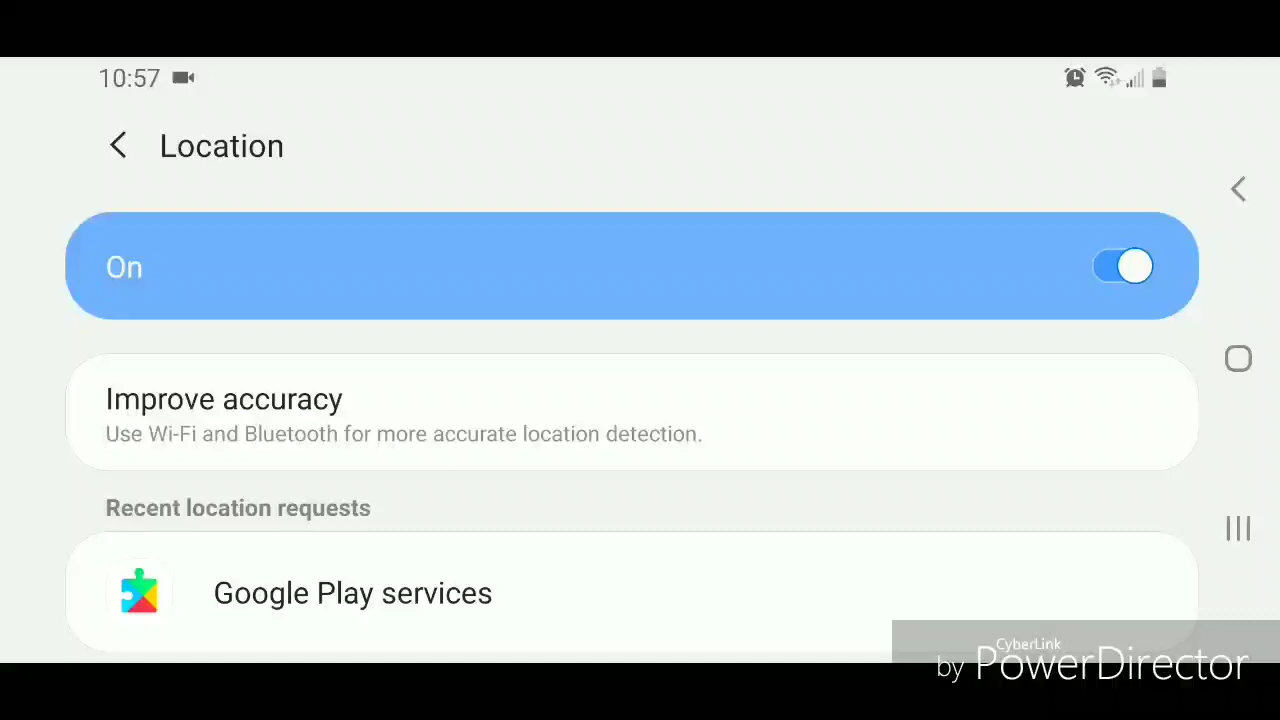 10:57
Location
On
Improve accuracy
Use Wi-Fi and Bluetooth for more accurate location detection.
Recent location requests
Google Play services
CyberLink
by PowerDirector